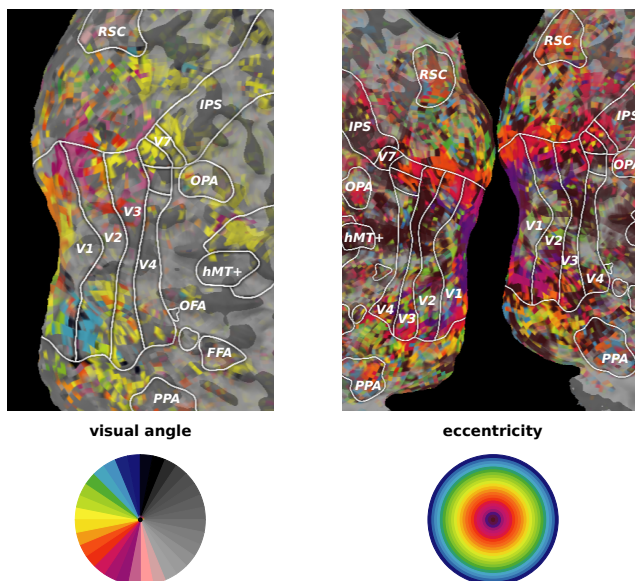 RSC
IPS
V7
OPA
V3
V2
V1
V4
hMT+
OFA
FFA
PPA
RSC
RSC
IPS
V7
OPA
OPA
hMT+
V1
V2
V3
V4
V1
V2
V4
V3
PPA
PPA
visual angle
eccentricity